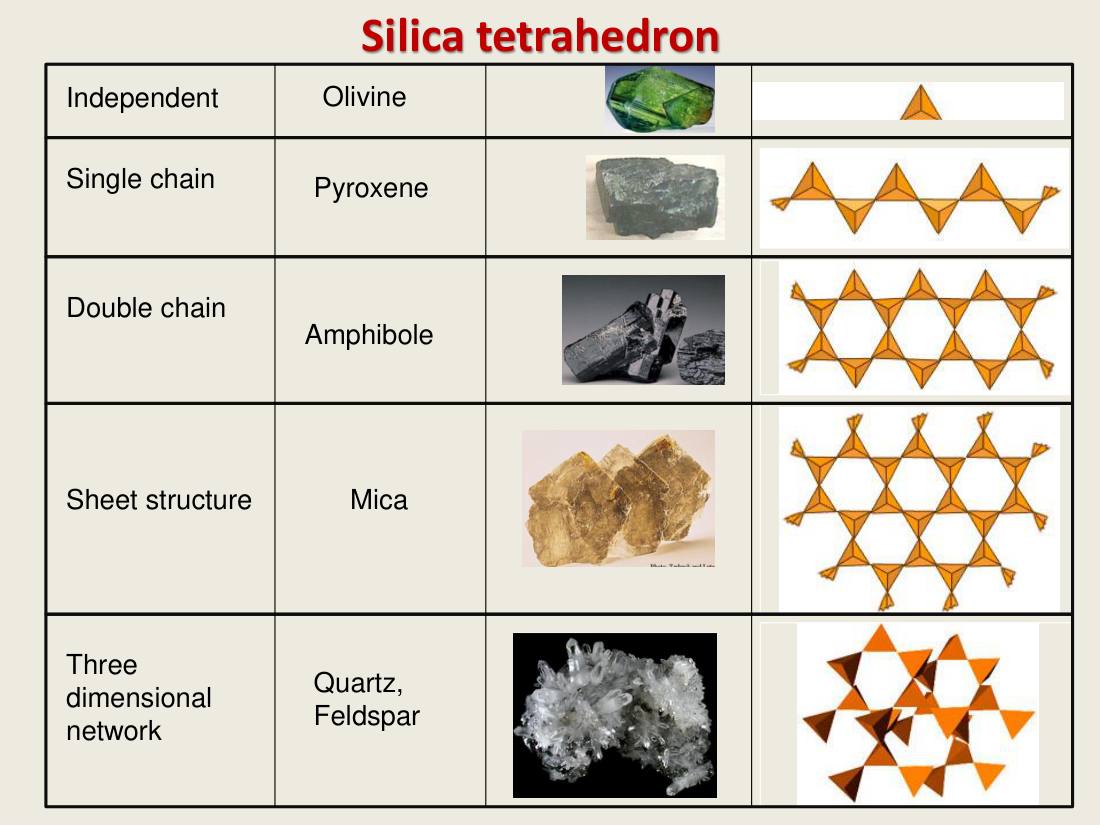 Silica tetrahedron
Independent
Olivine
Single chain
Pyroxene
Double chain
Amphibole
Sheet structure
Mica
Three
dimensional
network
Quartz,
Feldspar